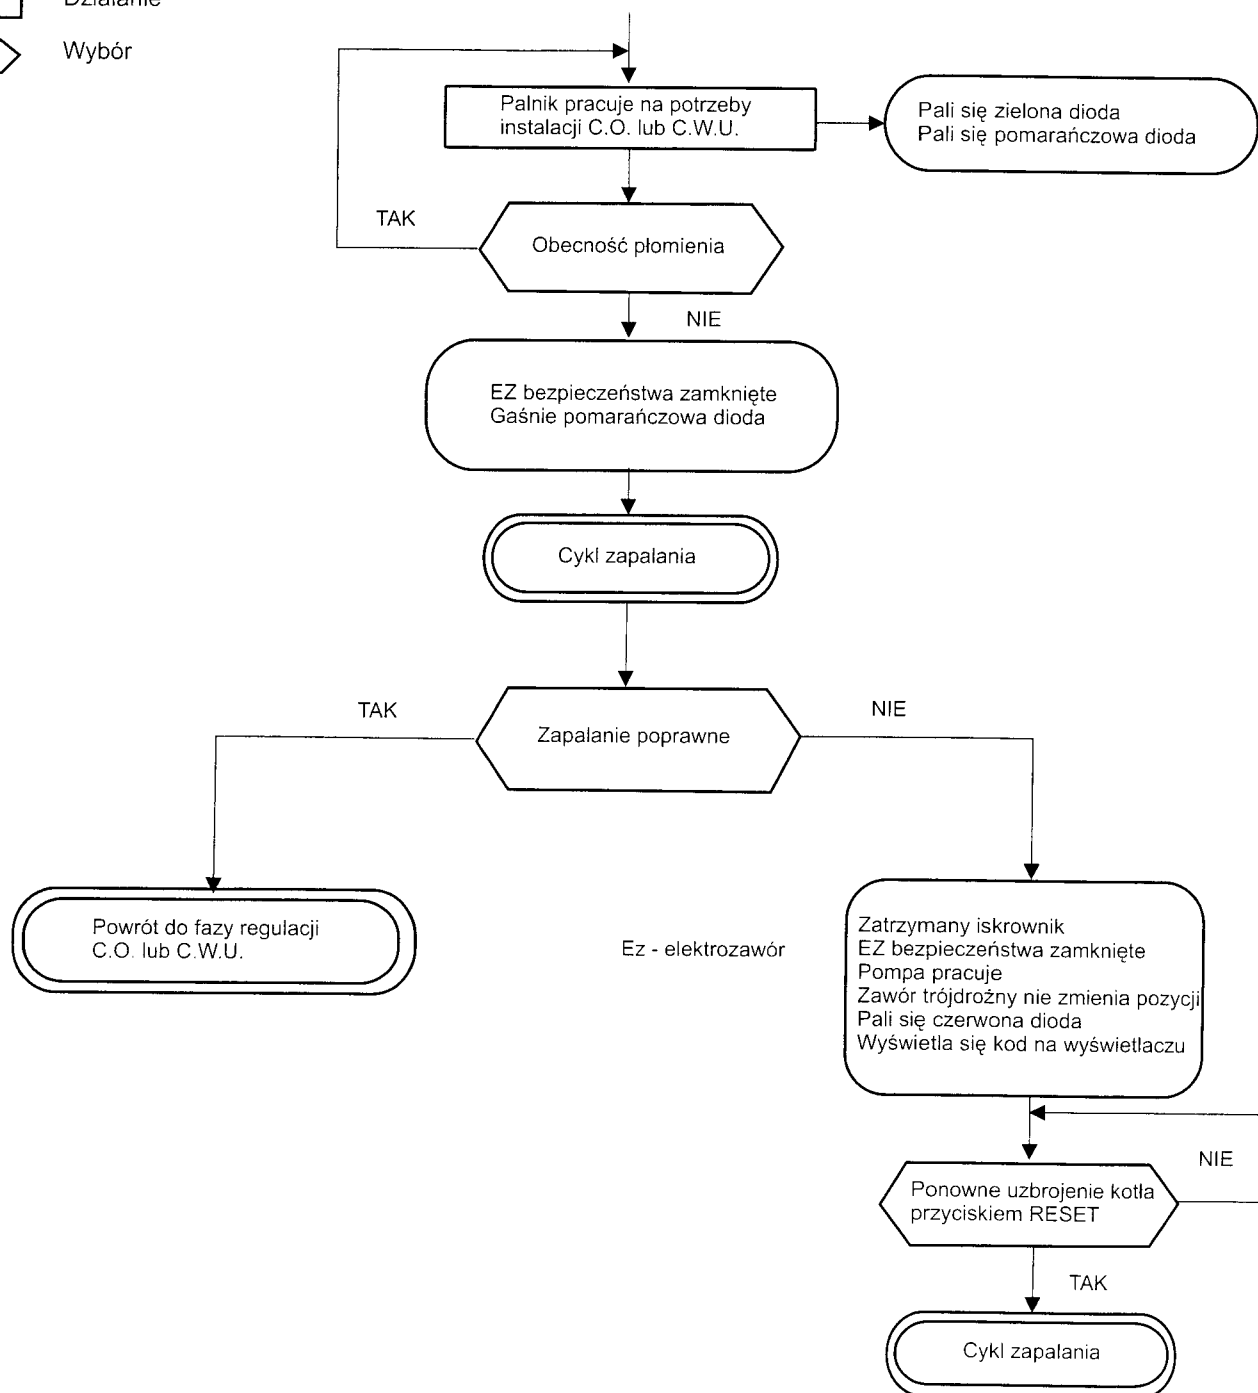 Działanie
Wybór
Palnik pracuje na potrzeby
instalacji C.O. lub C.W.U.
Pali się zielona dioda
Pali się pomarańczowa dioda
TAK
Obecność płomienia
NIE
EZ bezpieczeństwa zamknięte
Gaśnie pomarańczowa dioda
Cykl zapalania
TAK
Zapalanie poprawne
NIE
Powrót do fazy regulacji
C.O. lub C.W.U.
Ez - elektrozawór
Zatrzymany iskrownik
EZ bezpieczeństwa zamknięte
Pompa pracuje
Zawór trójdrożny nie zmienia pozycji
Pali się czerwona dioda
Wyświetla się kod na wyświetlaczu
NIE
Ponowne uzbrojenie kotła
przyciskiem RESET
TAK
Cykl zapalania